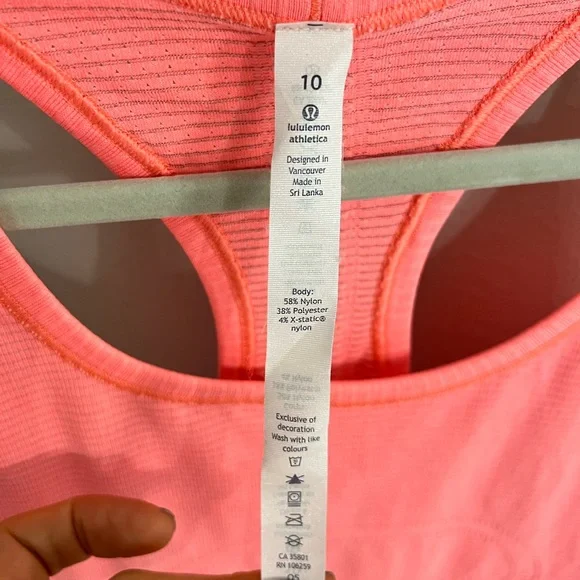 10
lululemon
athletica
Designed in
Vancouver
Made in
Sri Lanka
Body:
58% Nylon
38% Polyester
4% X-static®
nylon
Exclusive of
decoration
Wash with like
colours
CA 35801
RN 106259
OS